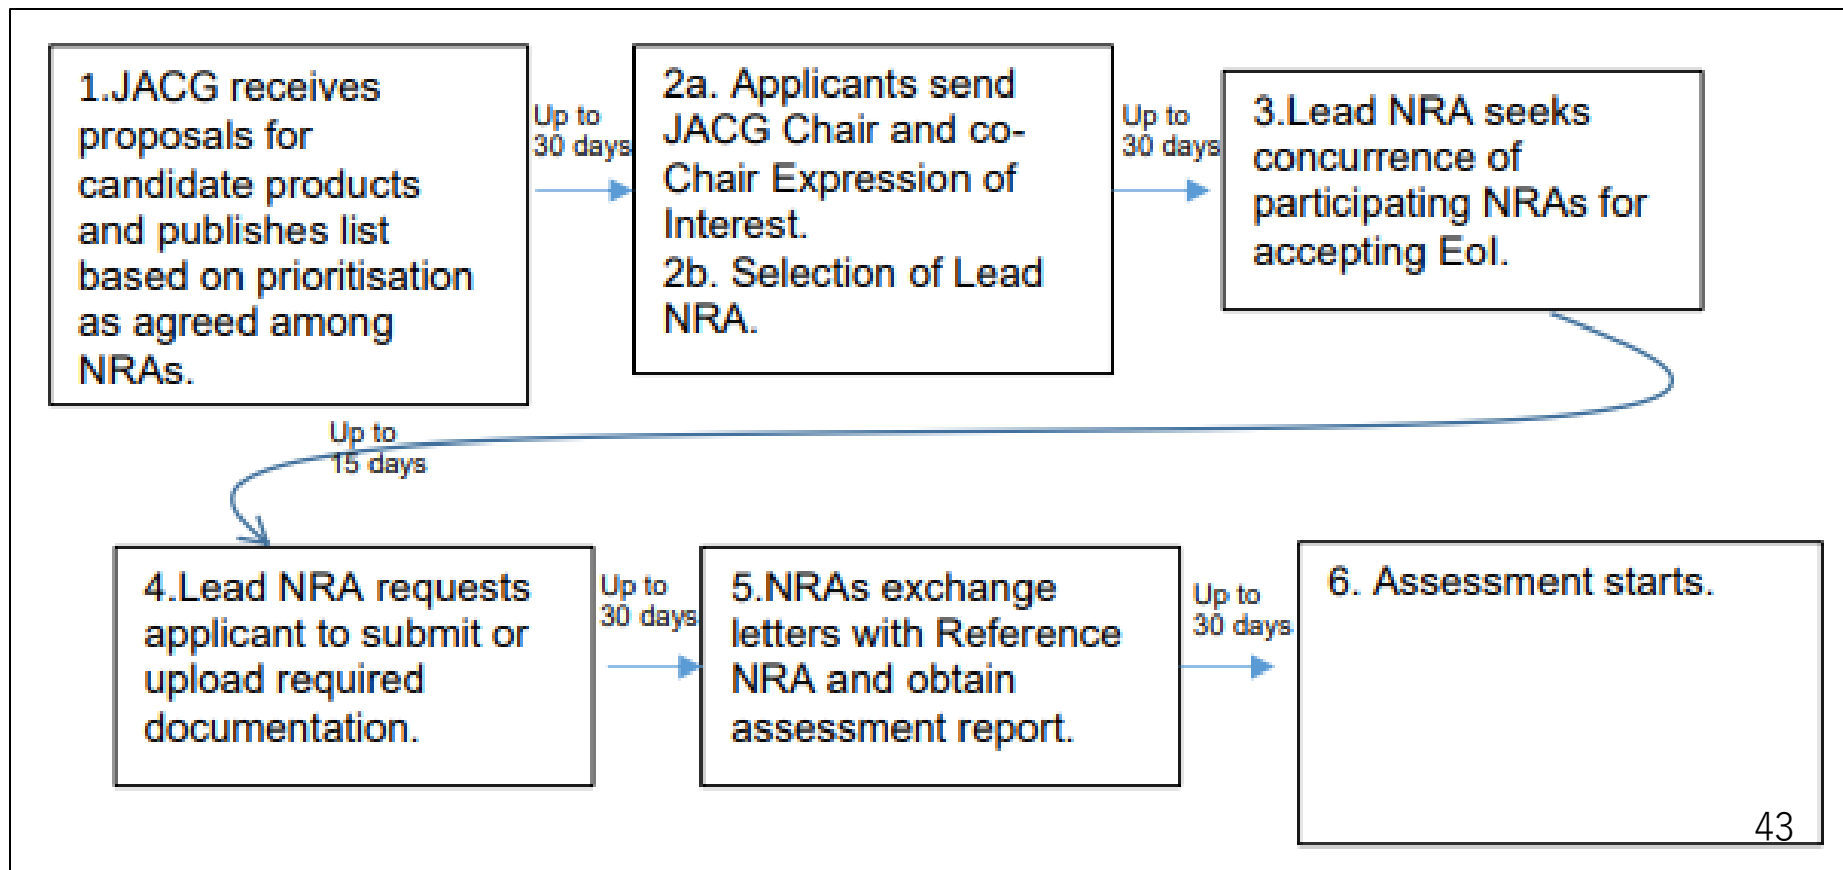 1.JACG receives
proposals for
candidate products
and publishes list
based on prioritisation
as agreed among
NRAs.
Up to
30 days
2a. Applicants send
JACG Chair and co-
Chair Expression of
Interest.
2b. Selection of Lead
NRA.
Up to
30 days
3.Lead NRA seeks
concurrence of
participating NRAs for
accepting EoI.
Up to
15 days
4.Lead NRA requests
applicant to submit or
upload required
documentation.
Up to
30 days
5.NRAs exchange
letters with Reference
NRA and obtain
assessment report.
Up to
30 days
6. Assessment starts.
43